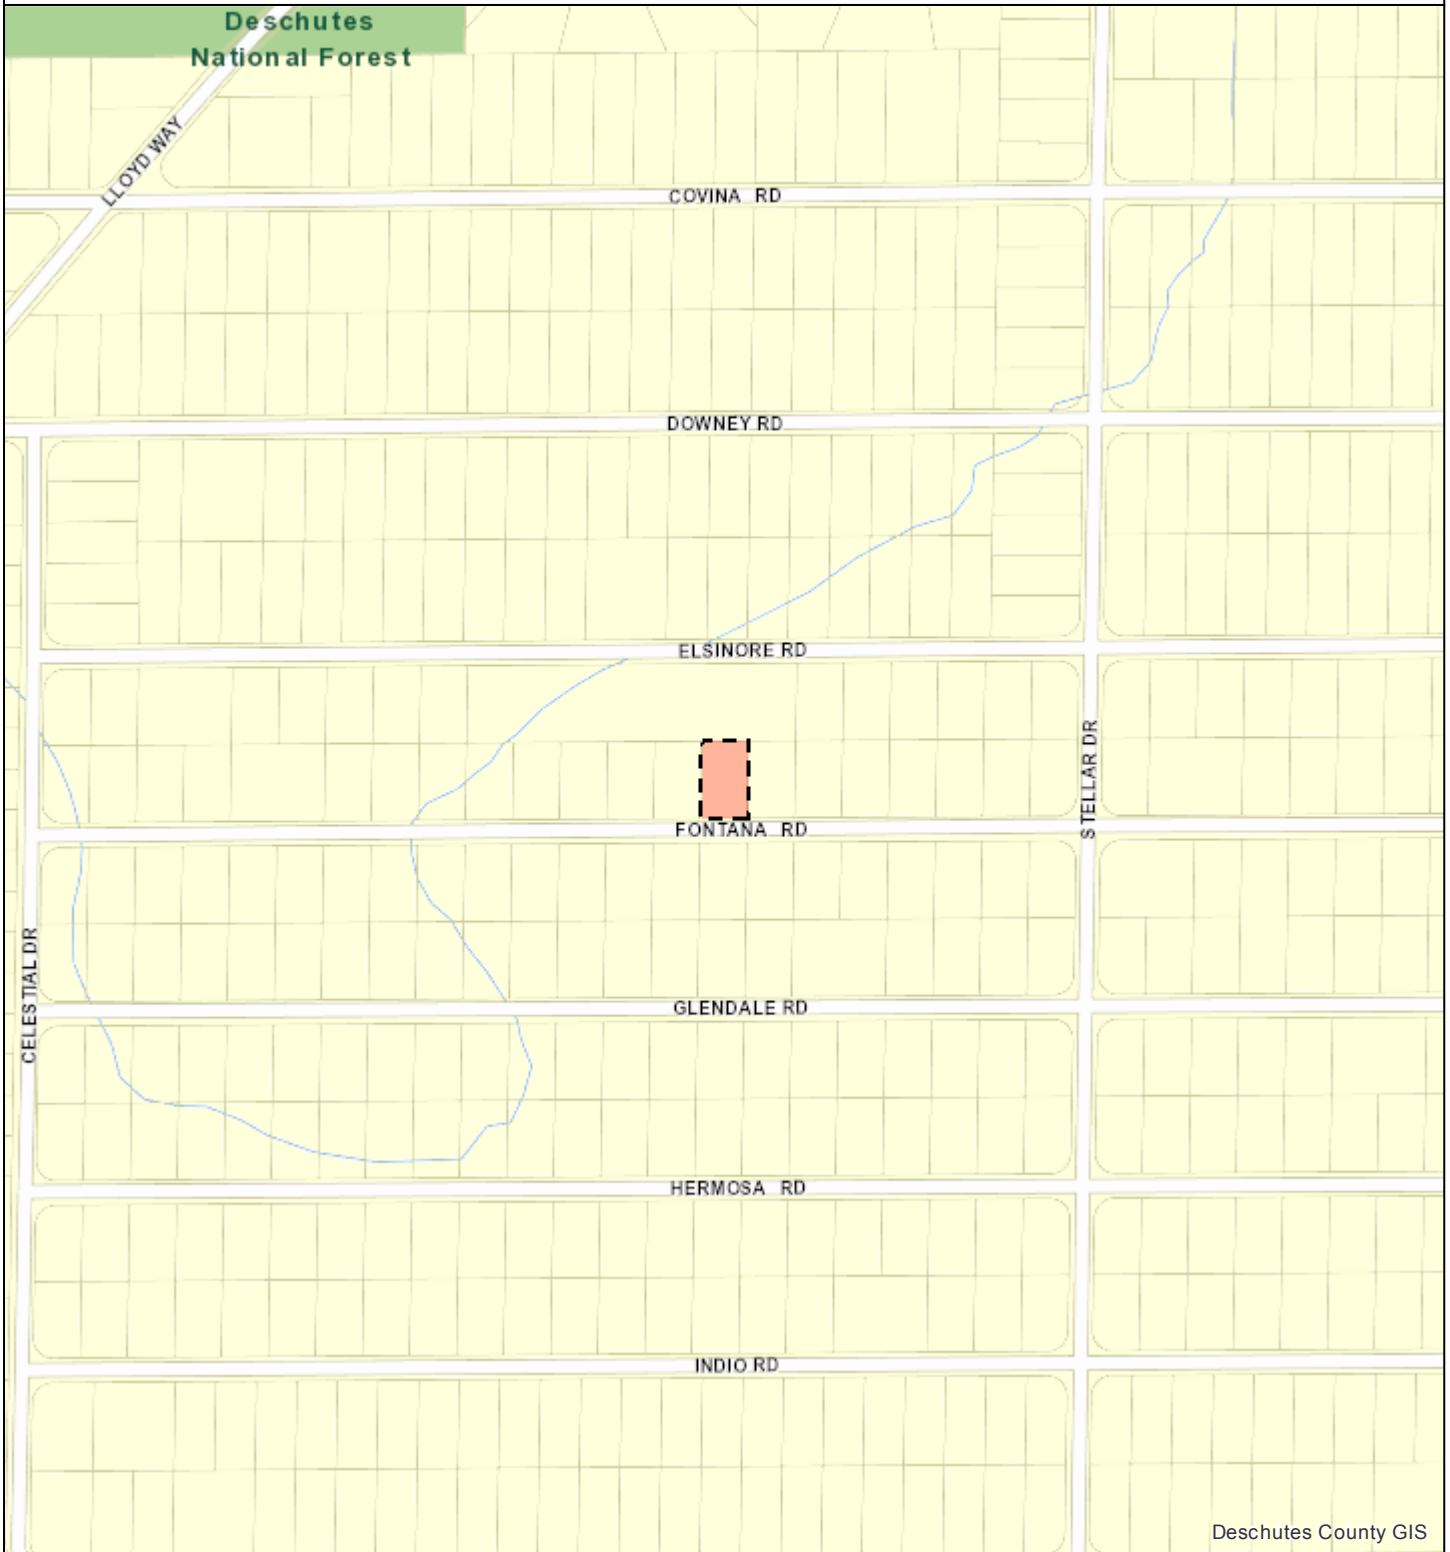 Deschutes
National Forest
LLOYD WAY
COVINA RD
DOWNEY RD
ELSINORE RD
STELLAR DR
FONTANA RD
CELESTIAL DR
GLENDALE RD
HERMOSA RD
INDIO RD
Deschutes County GIS